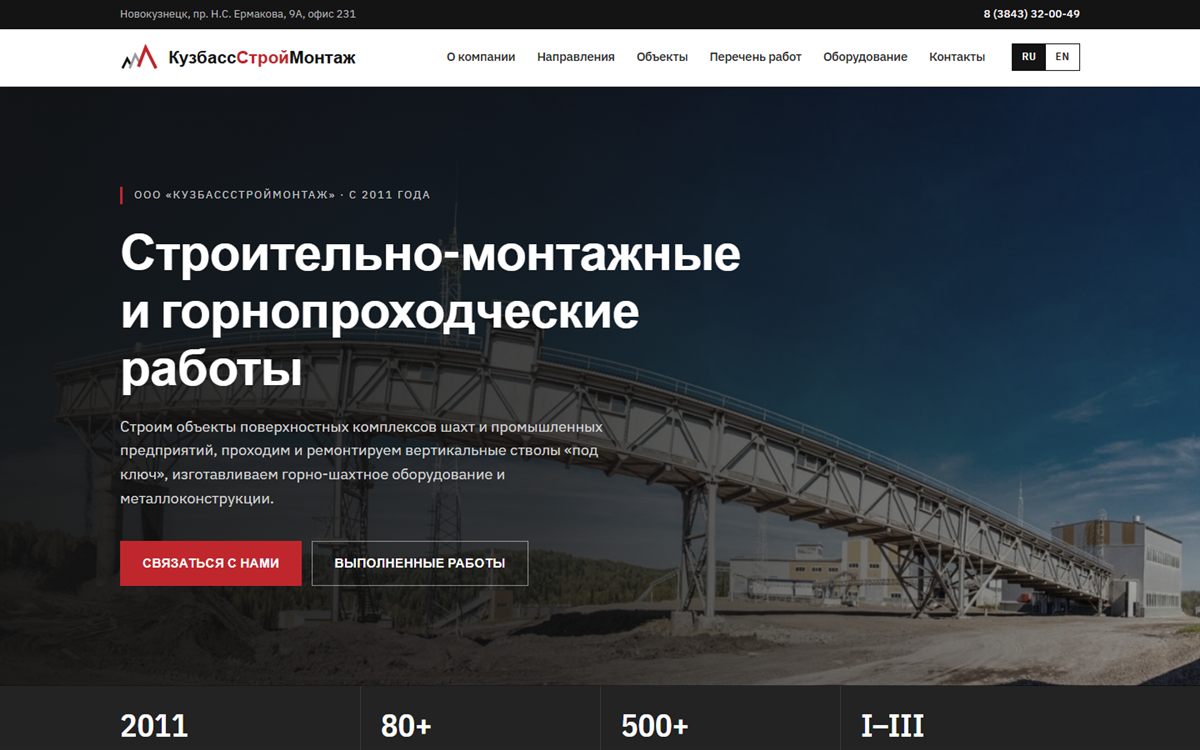 Новокузнецк, пр. Н.С. Ермакова, 9А, офис 231
8 (3843) 32-00-49
КузбассСтройМонтаж
О компании
Направления
Объекты
Перечень работ
Оборудование
Контакты
RU
EN
ООО «КУЗБАССCТРОЙМОНТАЖ» · С 2011 ГОДА
Строительно-монтажные
и горнопроходческие
работы
Строим объекты поверхностных комплексов шахт и промышленных
предприятий, проходим и ремонтируем вертикальные стволы «под
ключ», изготавливаем горно-шахтное оборудование и
металлоконструкции.
СВЯЗАТЬСЯ С НАМИ
ВЫПОЛНЕННЫЕ РАБОТЫ
2011
80+
500+
I–III